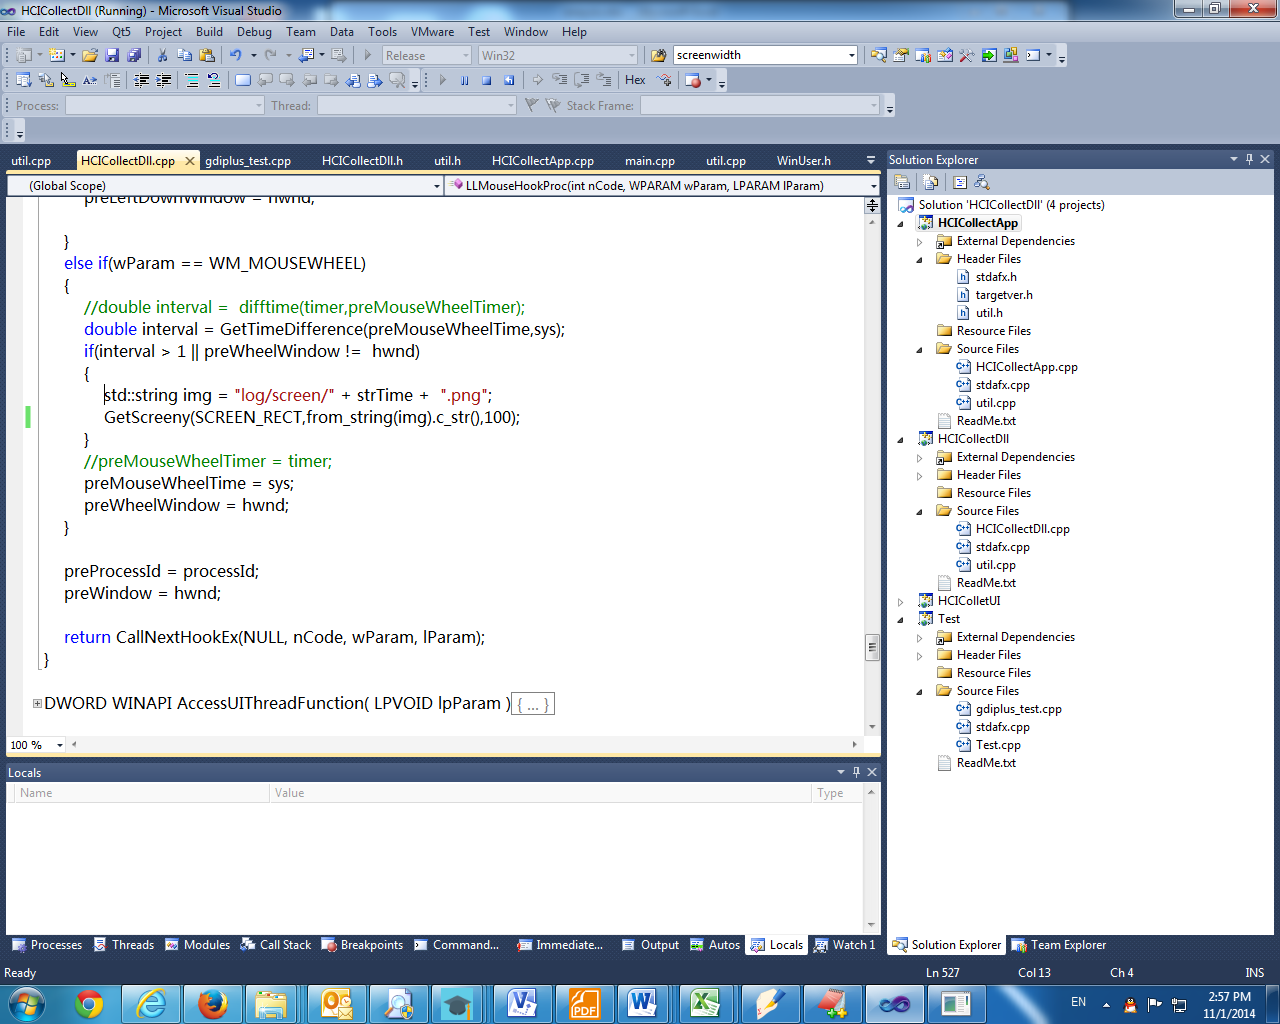 HCICollectDll (Running) - Microsoft Visual Studio
File Edit View Qt5 Project Build Debug Team Data Tools VMware Test Window Help
Release Win32 screenwidth
Hex
Process: Thread: Stack Frame:
util.cpp HCICollectDll.cpp gdiplus_test.cpp HCICollectDll.h util.h HCICollectApp.cpp main.cpp util.cpp WinUser.h
(Global Scope) LLMouseHookProc(int nCode, WPARAM wParam, LPARAM lParam)
preLeftDownWindow = hwnd;
}
else if(wParam == WM_MOUSEWHEEL)
{
//double interval = difftime(timer,preMouseWheelTimer);
double interval = GetTimeDifference(preMouseWheelTime,sys);
if(interval > 1 || preWheelWindow != hwnd)
{
std::string img = "log/screen/" + strTime + ".png";
GetScreeny(SCREEN_RECT,from_string(img).c_str(),100);
}
//preMouseWheelTimer = timer;
preMouseWheelTime = sys;
preWheelWindow = hwnd;
}
preProcessId = processId;
preWindow = hwnd;
return CallNextHookEx(NULL, nCode, wParam, lParam);
}
DWORD WINAPI AccessUIThreadFunction( LPVOID lpParam ){ ... }
100 %
Locals
Name Value Type
Processes Threads Modules Call Stack Breakpoints Command... Immediate... Output Autos Locals Watch 1
Solution Explorer
Solution 'HCICollectDll' (4 projects)
HCICollectApp
External Dependencies
Header Files
stdafx.h
targetver.h
util.h
Resource Files
Source Files
HCICollectApp.cpp
stdafx.cpp
util.cpp
ReadMe.txt
HCICollectDll
External Dependencies
Header Files
Resource Files
Source Files
HCICollectDll.cpp
stdafx.cpp
util.cpp
ReadMe.txt
HCIColletUI
Test
External Dependencies
Header Files
Resource Files
Source Files
gdiplus_test.cpp
stdafx.cpp
Test.cpp
ReadMe.txt
Solution Explorer Team Explorer
Ready Ln 527 Col 13 Ch 4 INS
EN 2:57 PM
11/1/2014